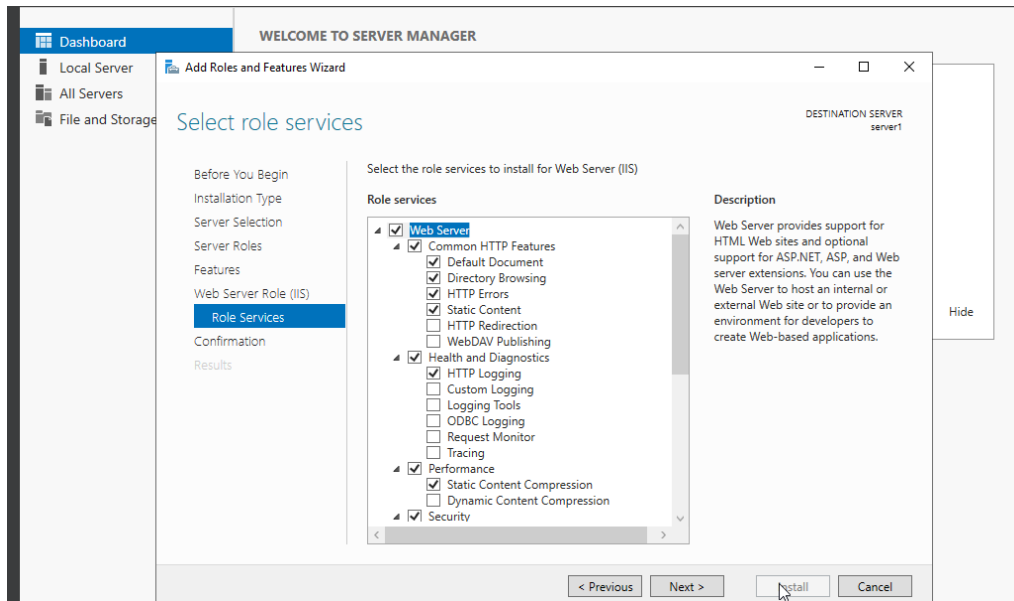 WELCOME TO SERVER MANAGER
Dashboard
Local Server
All Servers
File and Storage
Add Roles and Features Wizard
Select role services
DESTINATION SERVER
server1
Before You Begin
Installation Type
Server Selection
Server Roles
Features
Web Server Role (IIS)
Role Services
Confirmation
Results
Select the role services to install for Web Server (IIS)
Role services
Web Server
Common HTTP Features
Default Document
Directory Browsing
HTTP Errors
Static Content
HTTP Redirection
WebDAV Publishing
Health and Diagnostics
HTTP Logging
Custom Logging
Logging Tools
ODBC Logging
Request Monitor
Tracing
Performance
Static Content Compression
Dynamic Content Compression
Security
Description
Web Server provides support for
HTML Web sites and optional
support for ASP.NET, ASP, and Web
server extensions. You can use the
Web Server to host an internal or
external Web site or to provide an
environment for developers to
create Web-based applications.
Hide
< Previous
Next >
Install
Cancel